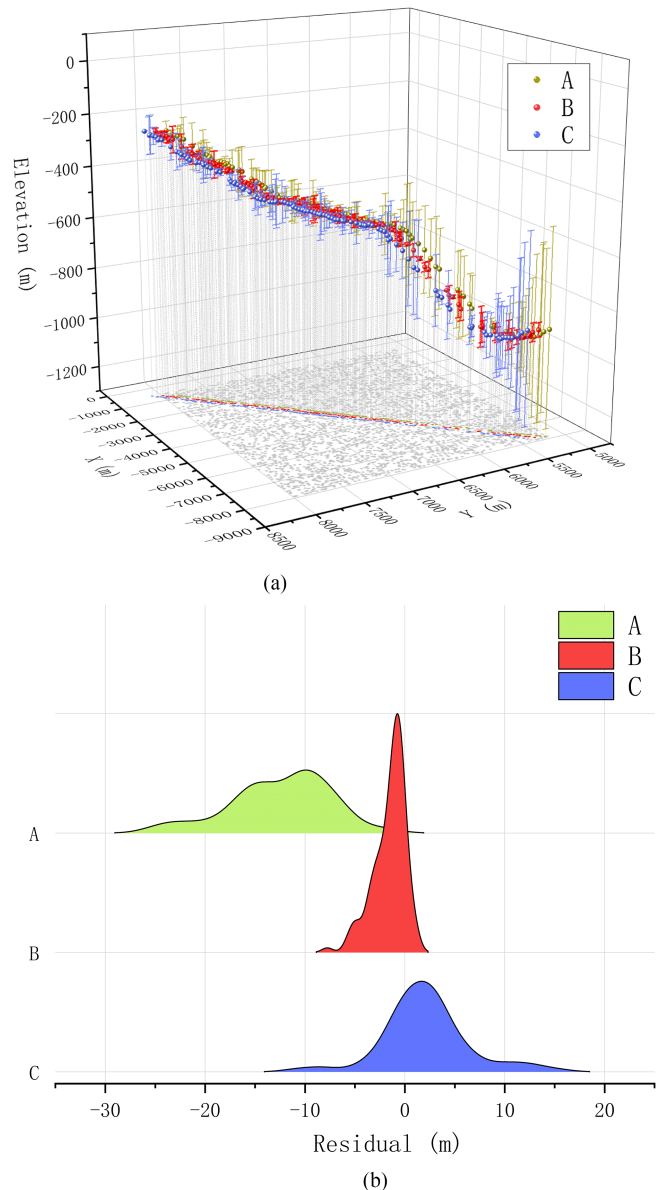 0
-200
-400
-600
-800
-1000
-1200
Elevation (m)
A
B
C
0
-1000
-2000
-3000
-4000
-5000
-6000
-7000
-8000
-9000
X (m)
8500
8000
7500
7000
6500
6000
5500
5000
Y (m)
(a)
A
B
C
A
B
C
-30
-20
-10
0
10
20
Residual (m)
(b)